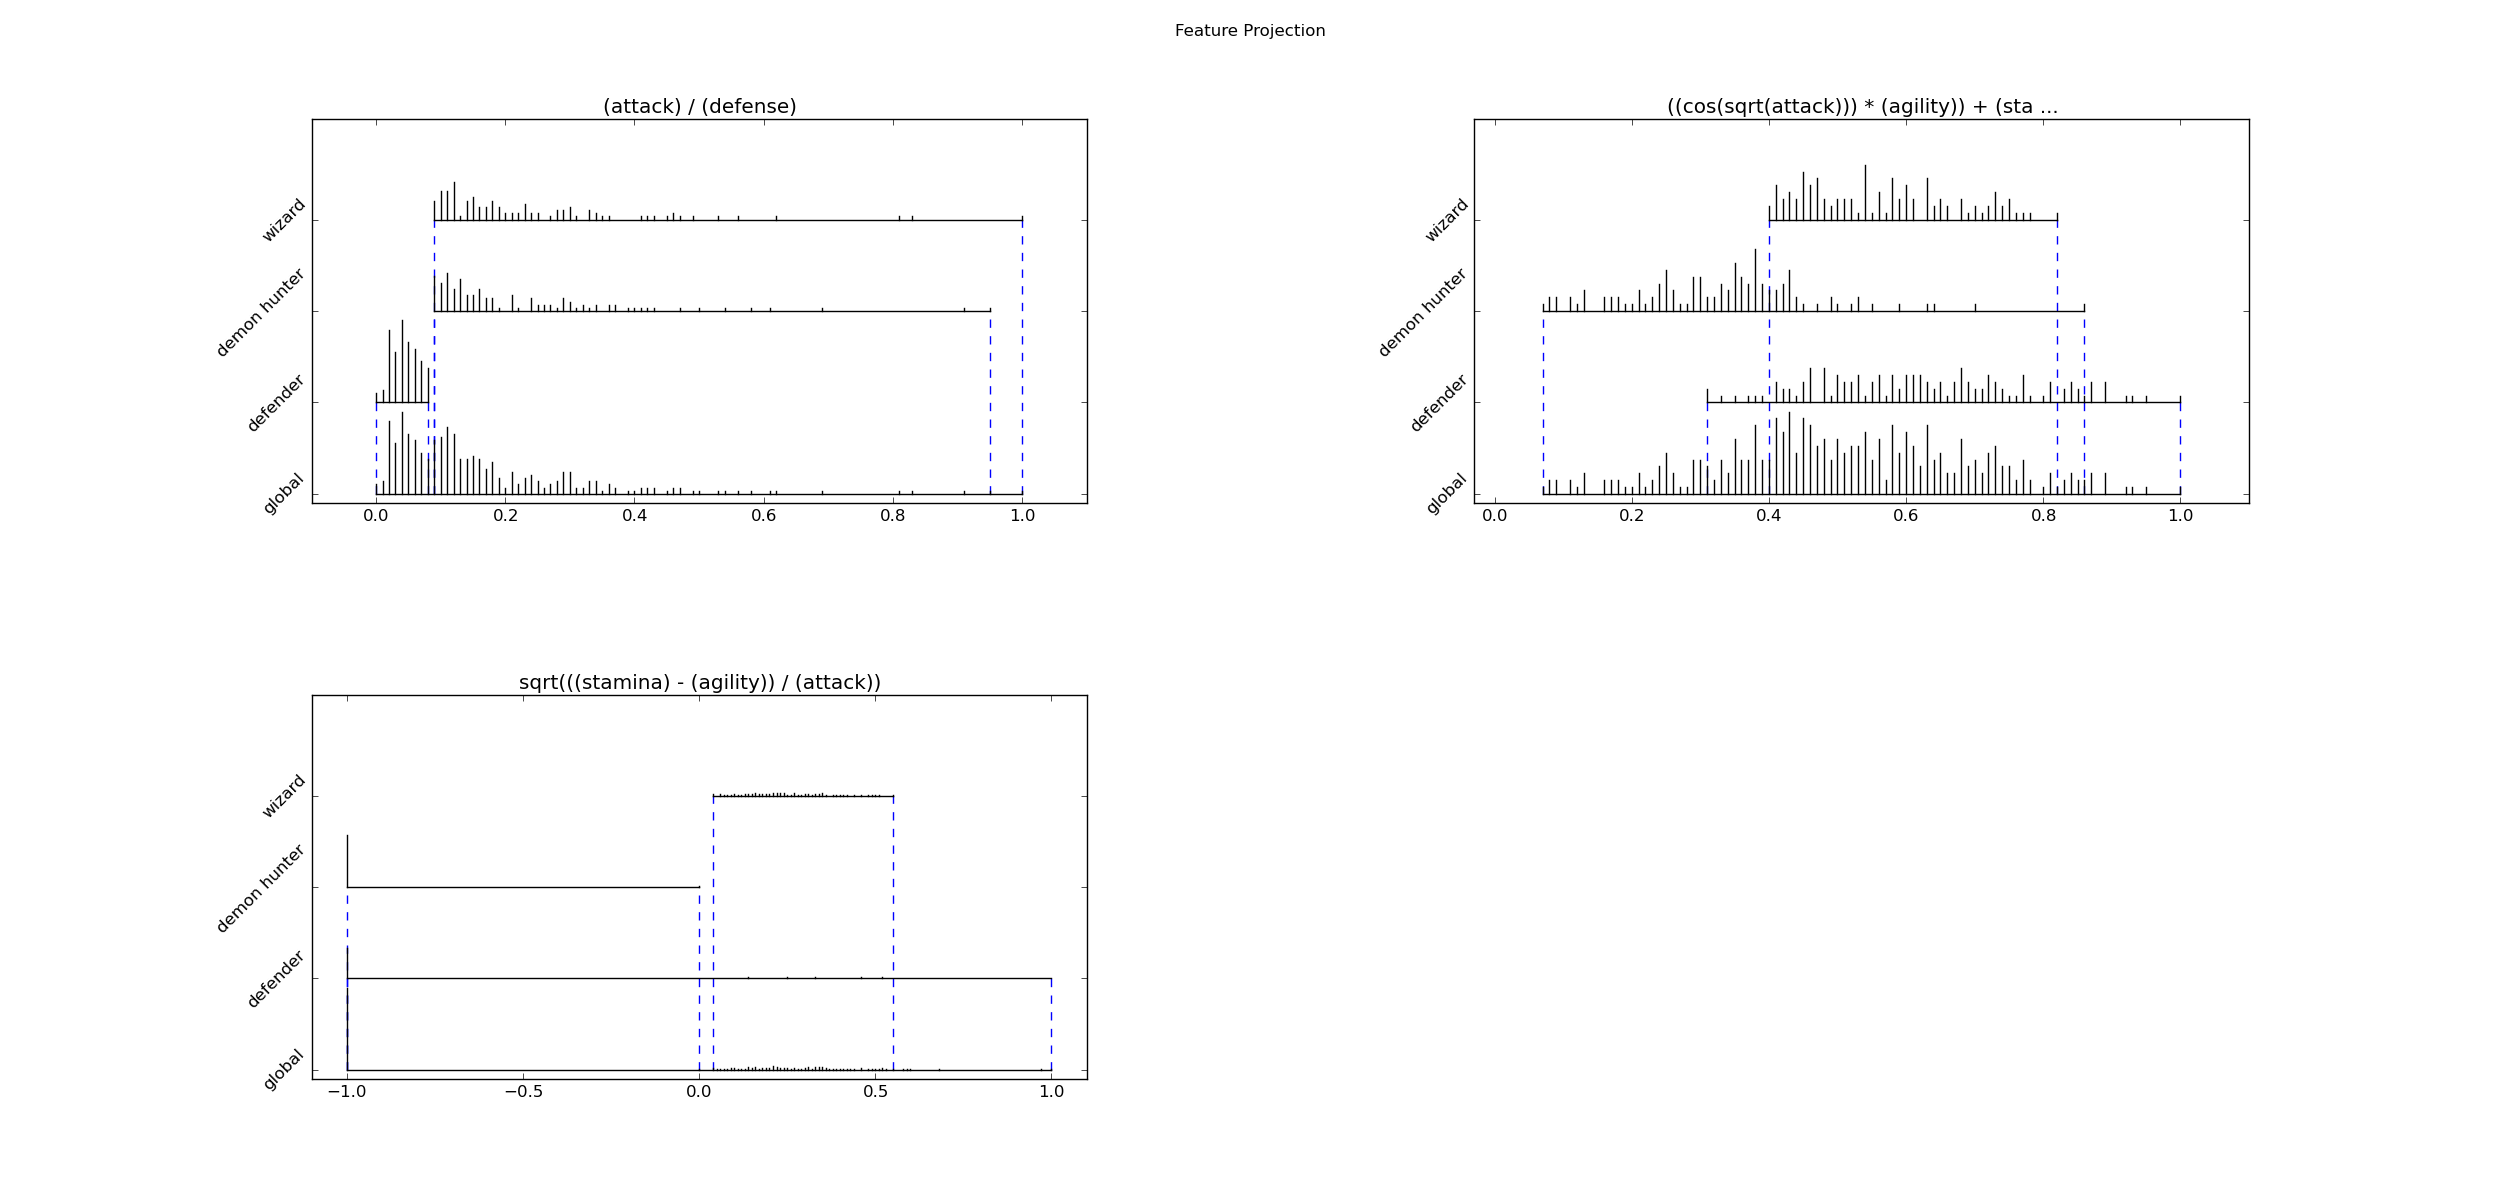 Feature Projection
(attack) / (defense)
wizard
demon hunter
defender
global
0.0 0.2 0.4 0.6 0.8 1.0
((cos(sqrt(attack))) * (agility)) + (sta ...
wizard
demon hunter
defender
global
0.0 0.2 0.4 0.6 0.8 1.0
sqrt(((stamina) - (agility)) / (attack))
wizard
demon hunter
defender
global
−1.0 −0.5 0.0 0.5 1.0